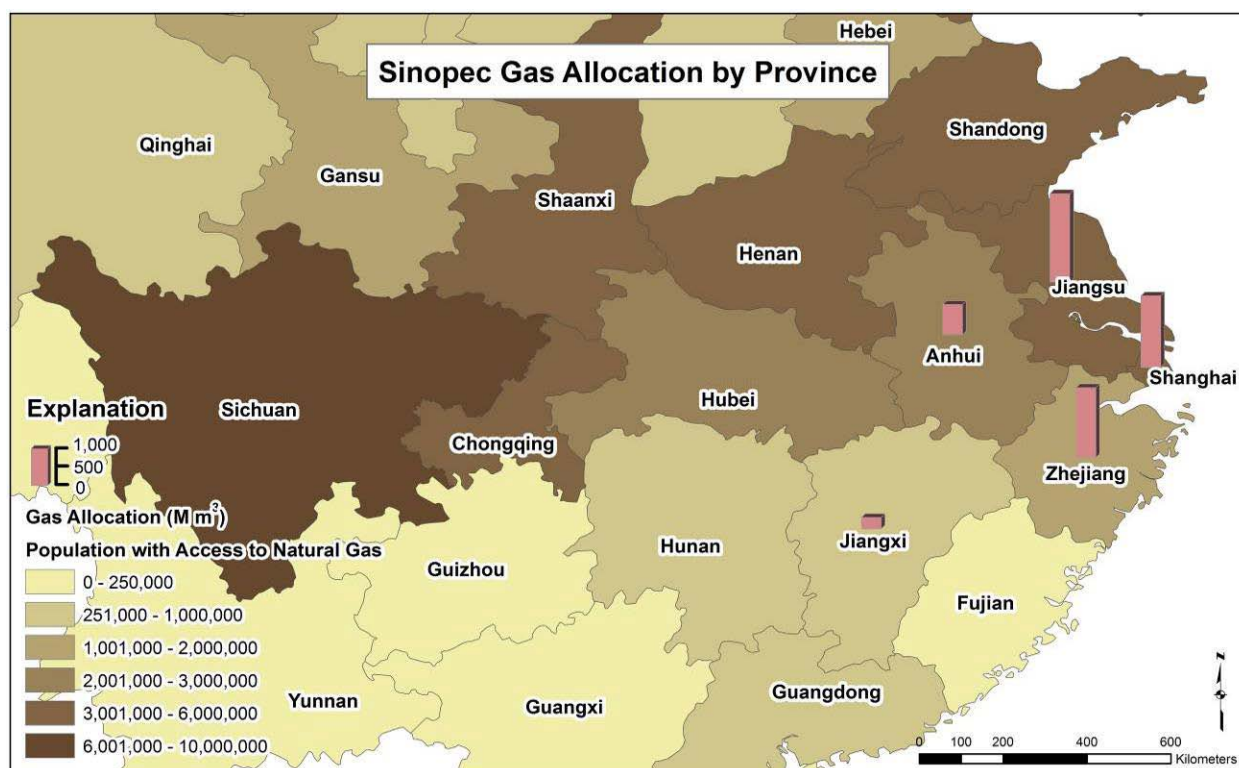 Sinopec Gas Allocation by Province
Hebei
Shandong
Qinghai
Gansu
Shaanxi
Henan
Jiangsu
Anhui
Shanghai
Sichuan
Hubei
Chongqing
Zhejiang
Hunan
Jiangxi
Guizhou
Fujian
Guangdong
Yunnan
Guangxi
Explanation
1,000
500
0
Gas Allocation (M m³)
Population with Access to Natural Gas
0 - 250,000
251,000 - 1,000,000
1,001,000 - 2,000,000
2,001,000 - 3,000,000
3,001,000 - 6,000,000
6,001,000 - 10,000,000
N
0 100 200 400 600
Kilometers